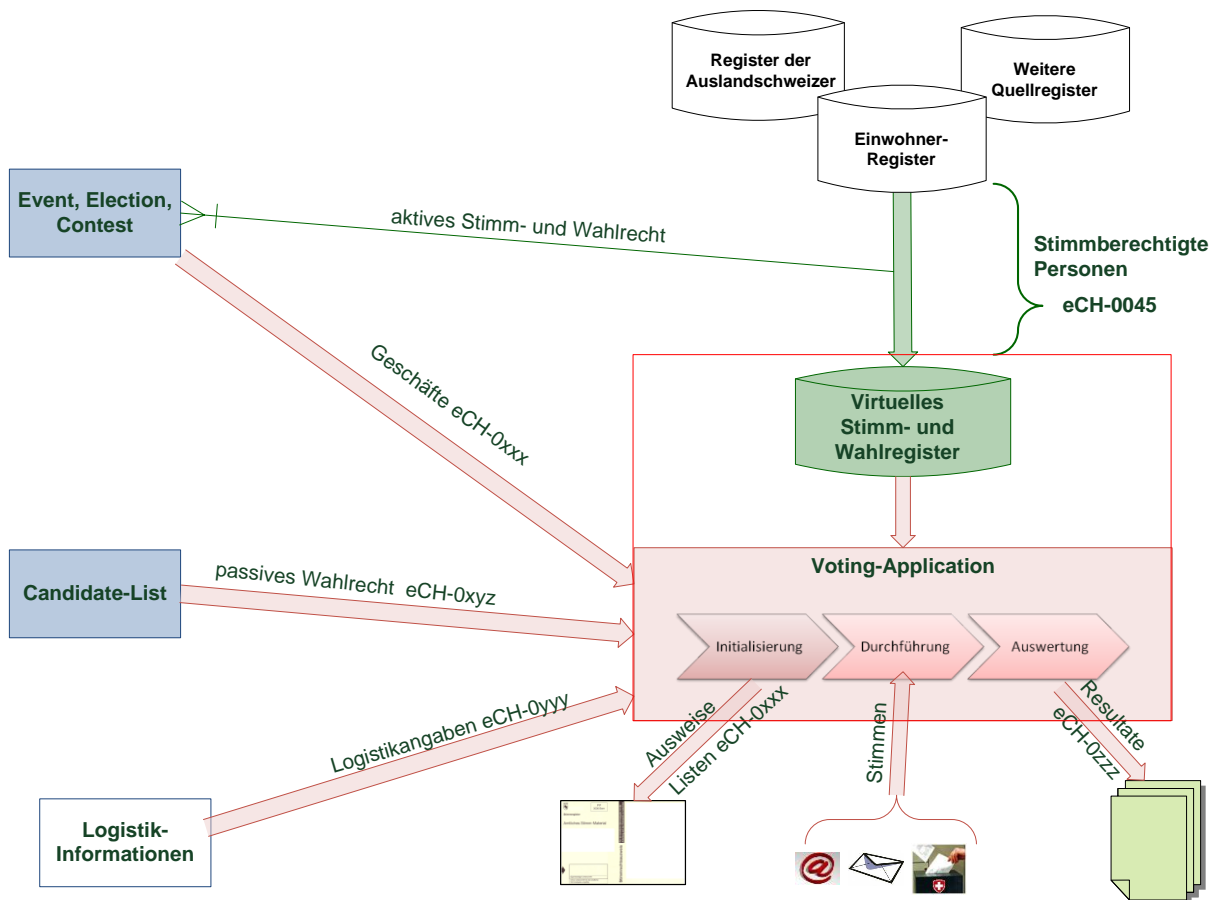 Register der
Auslandschweizer
Weitere
Quellregister
Einwohner-
Register
Event, Election,
Contest
aktives Stimm- und Wahlrecht
Stimmberechtigte
Personen
eCH-0045
Geschäfte eCH-0xxx
Virtuelles
Stimm- und
Wahlregister
Candidate-List
passives Wahlrecht eCH-0xyz
Voting-Application
Initialisierung
Durchführung
Auswertung
Logistikangaben eCH-0yyy
Logistik-
Informationen
Ausweise
Listen eCH-0xxx
Stimmen
Resultate
eCH-0zzz
@